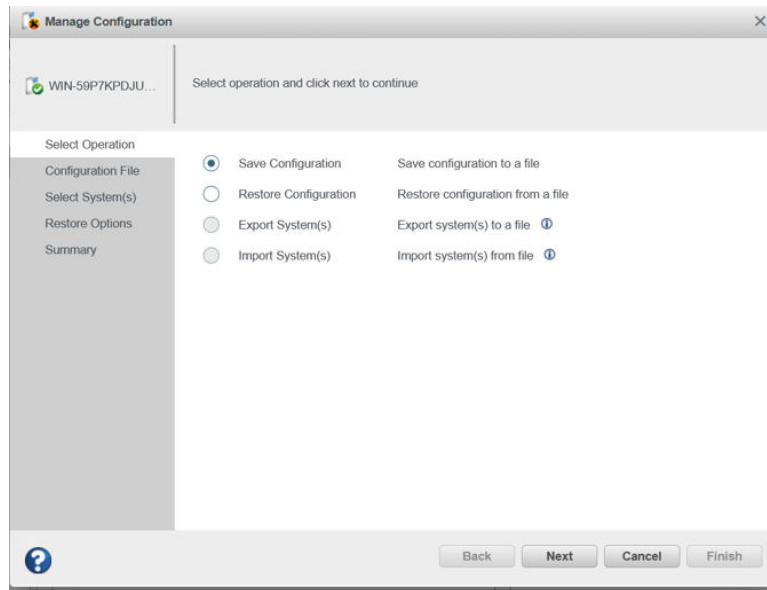 Manage Configuration
WIN-59P7KPDJU...
Select operation and click next to continue
Select Operation
Configuration File
Select System(s)
Restore Options
Summary
Save Configuration Save configuration to a file
Restore Configuration Restore configuration from a file
Export System(s) Export system(s) to a file
Import System(s) Import system(s) from file
Back Next Cancel Finish